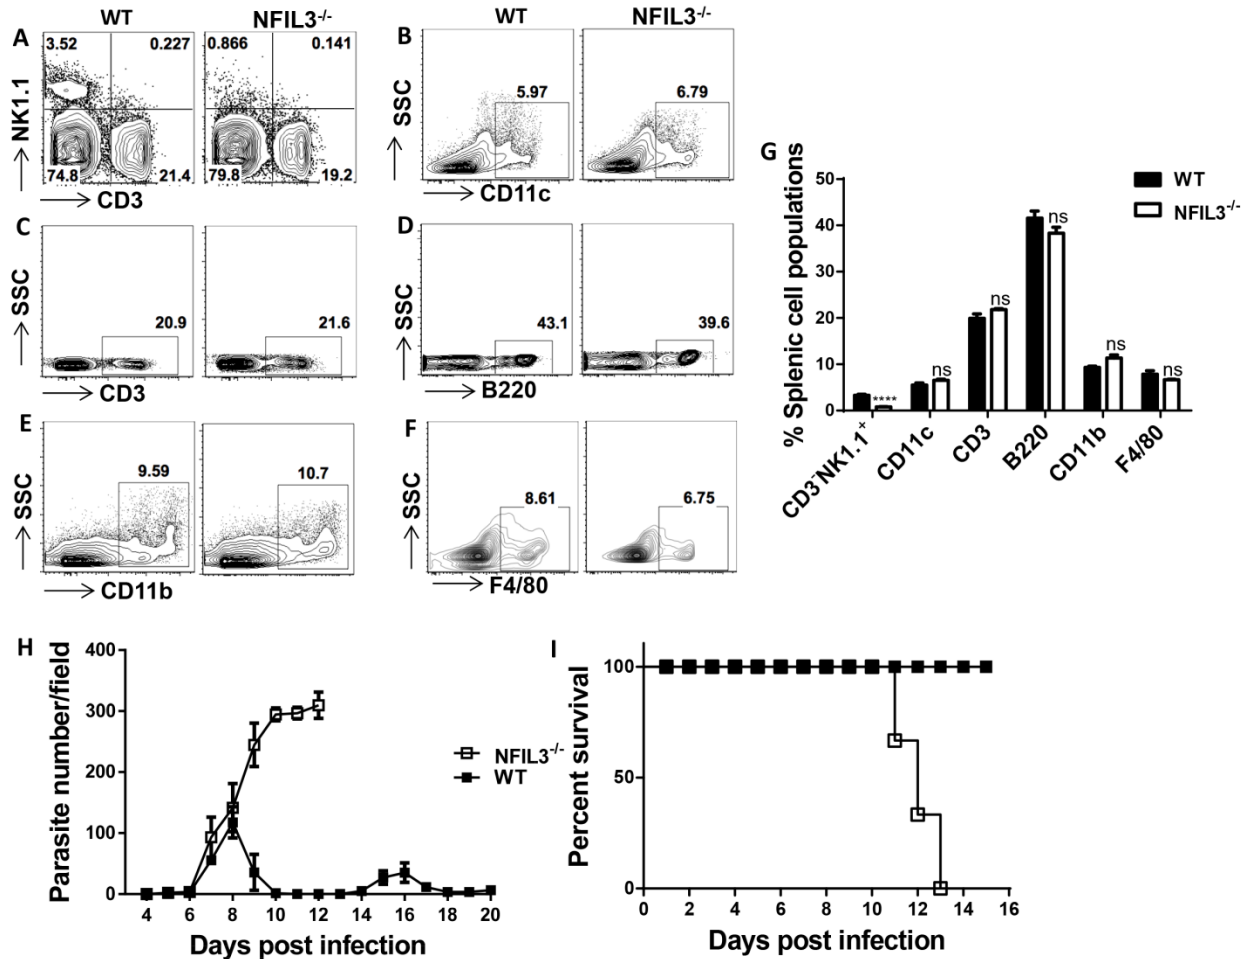 WT NFIL3-/- WT NFIL3-/-
A
3.52 0.227 0.866 0.141
NK1.1
74.8 21.4 79.8 19.2
CD3
B
SSC
5.97 6.79
CD11c
C
SSC
20.9 21.6
CD3
D
SSC
43.1 39.6
B220
E
SSC
9.59 10.7
CD11b
F
SSC
8.61 6.75
F4/80
G
WT
NFIL3-/-
% Splenic cell populations
50
40
30
20
10
0
**** ns ns ns ns ns
CD3-NK1.1+ CD11c CD3 B220 CD11b F4/80
H
Parasite number/field
400
300
200
100
0
4 6 8 10 12 14 16 18 20
Days post infection
NFIL3-/-
WT
I
Percent survival
100
50
0
0 2 4 6 8 10 12 14 16
Days post infection